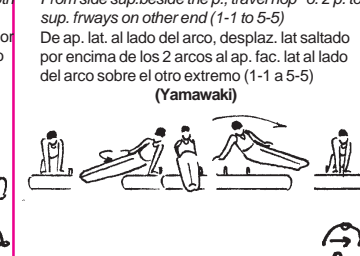 From side sup.beside the p., travel hop o. 2 p. to
sup. frways on other end (1-1 to 5-5)
De ap. lat. al lado del arco, desplaz. lat saltado
or por encima de los 2 arcos al ap. fac. lat al lado
del arco sobre el otro extremo (1-1 a 5-5)
(Yamawaki)